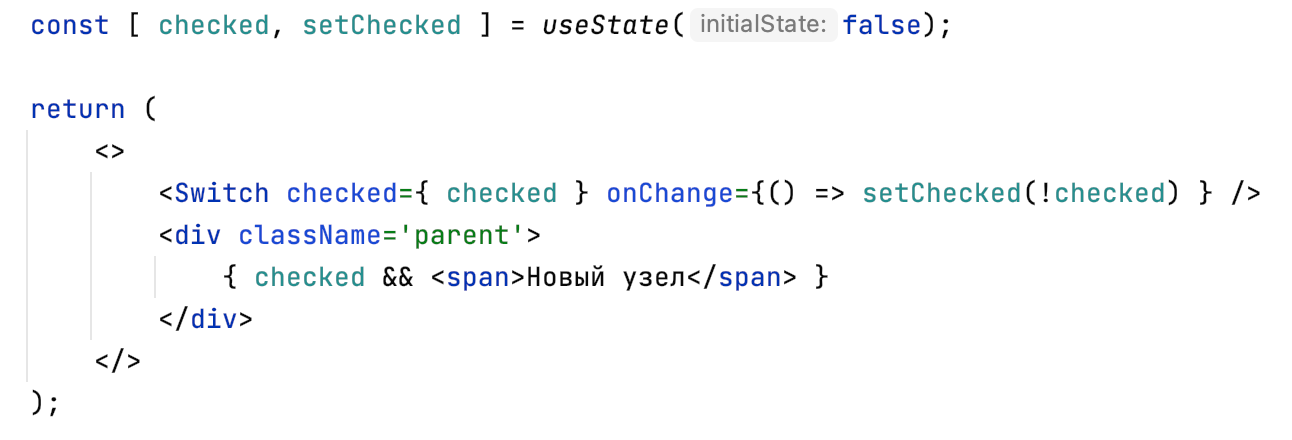 const [ checked, setChecked ] = useState( initialState: false);
return (
<>
<Switch checked={ checked } onChange={() => setChecked(!checked) } />
<div className='parent'>
{ checked && <span>Новый узел</span> }
</div>
</>
);